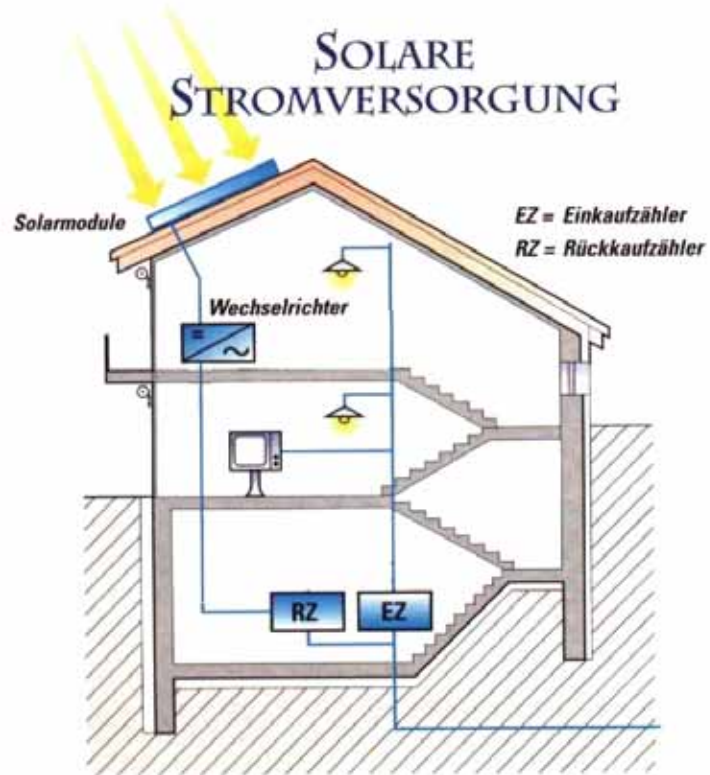 SOLARE
STROMVERSORGUNG
Solarmodule
EZ = Einkaufzähler
RZ = Rückkaufzähler
Wechselrichter
= ~
RZ
EZ